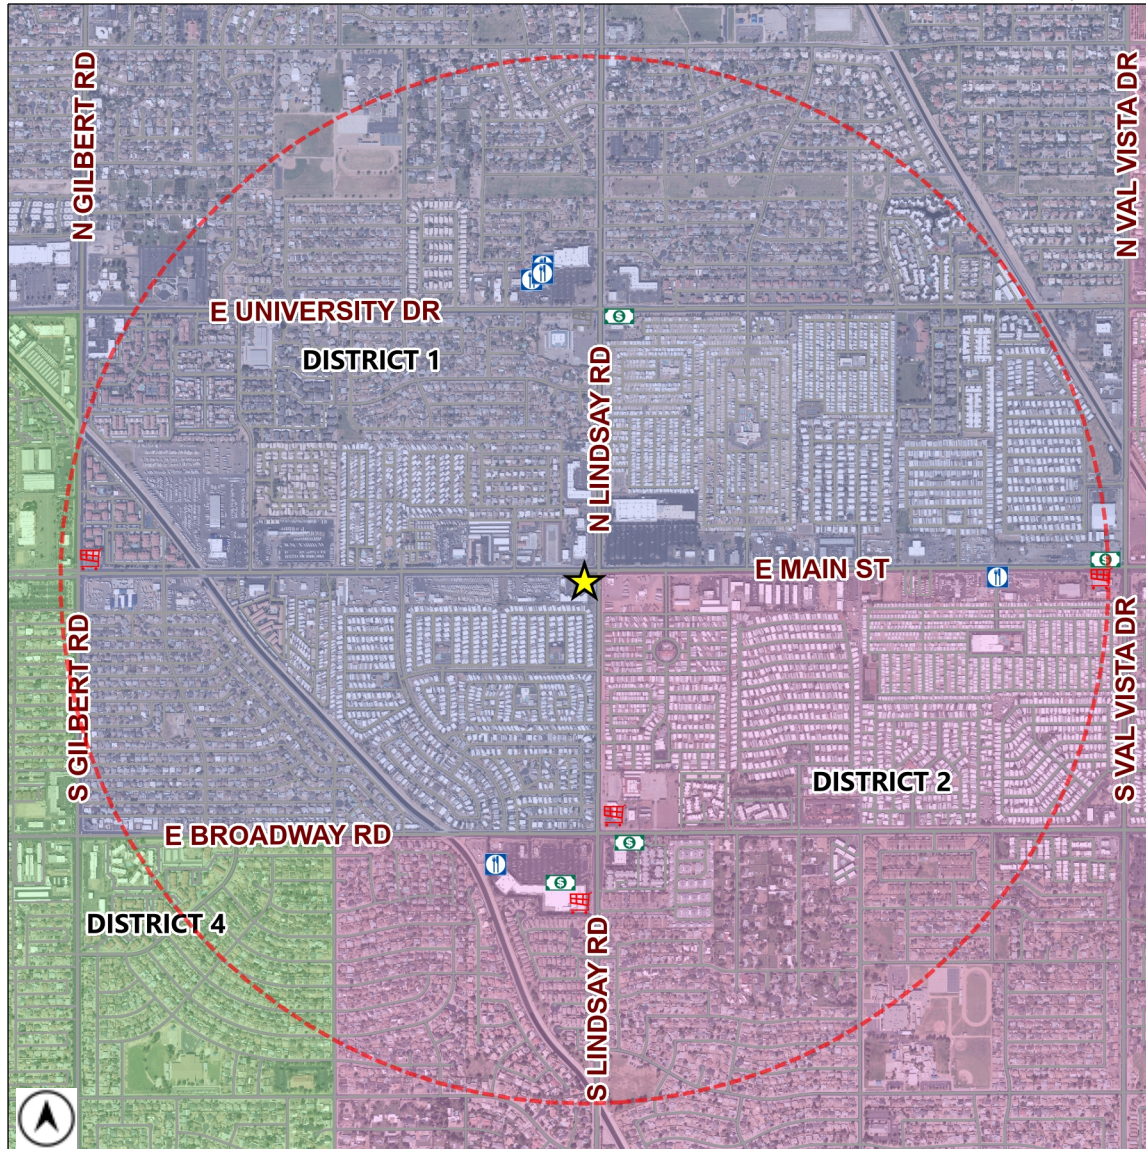 N GILBERT RD
N VAL VISTA DR
E UNIVERSITY DR
DISTRICT 1
N LINDSAY RD
E MAIN ST
S GILBERT RD
S VAL VISTA DR
DISTRICT 2
E BROADWAY RD
DISTRICT 4
S LINDSAY RD